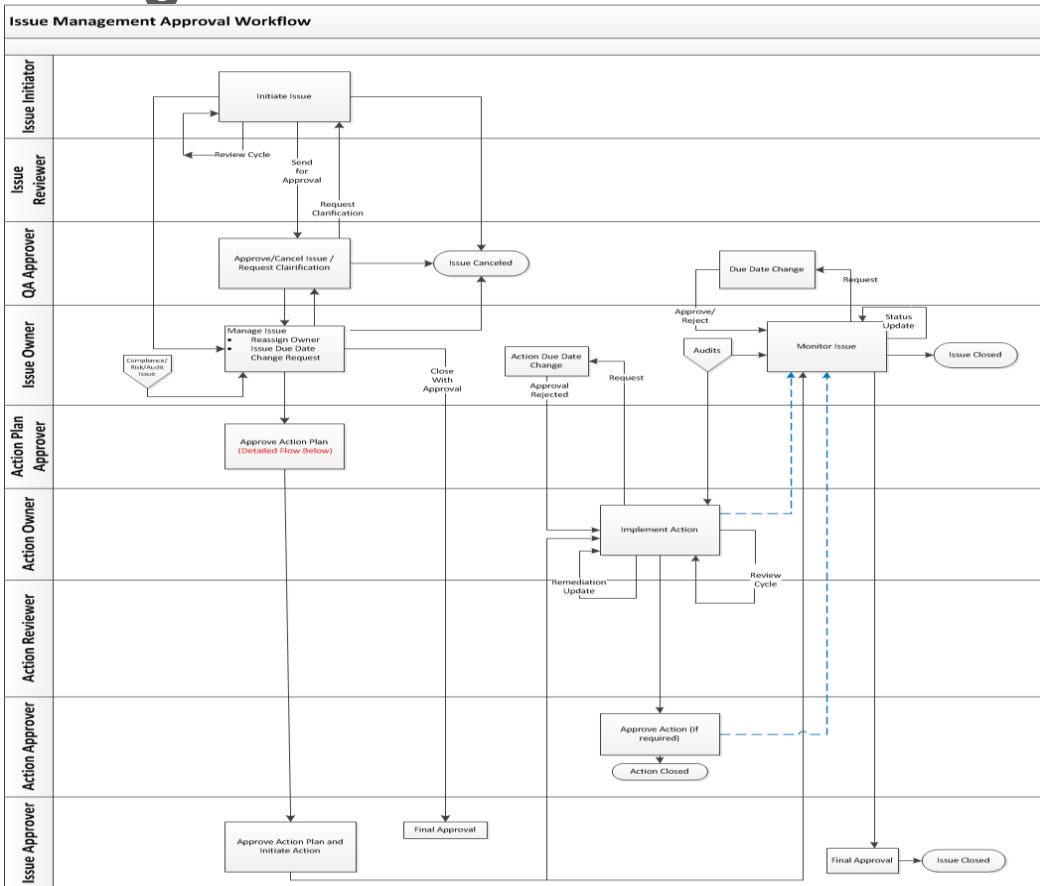 Issue Management Approval Workflow
Issue Initiator
Initiate Issue
Review Cycle
Issue
Reviewer
Send
for
Approval
Request
Clarification
QA Approver
Approve/Cancel Issue /
Request Clairification
Issue Canceled
Due Date Change
Request
Issue Owner
Manage Issue
• Reassign Owner
• Issue Due Date
Change Request
Compliance/
Risk/Audit
Issue
Close
With
Approval
Action Due Date
Change
Request
Approval
Rejected
Approve/
Reject
Audits
Status
Update
Monitor Issue
Issue Closed
Action Plan
Approver
Approve Action Plan
(Detailed Flow Below)
Action Owner
Implement Action
Remediation
Update
Review
Cycle
Action Reviewer
Action Approver
Approve Action (if
required)
Action Closed
Issue Approver
Approve Action Plan and
Initiate Action
Final Approval
Final Approval
Issue Closed